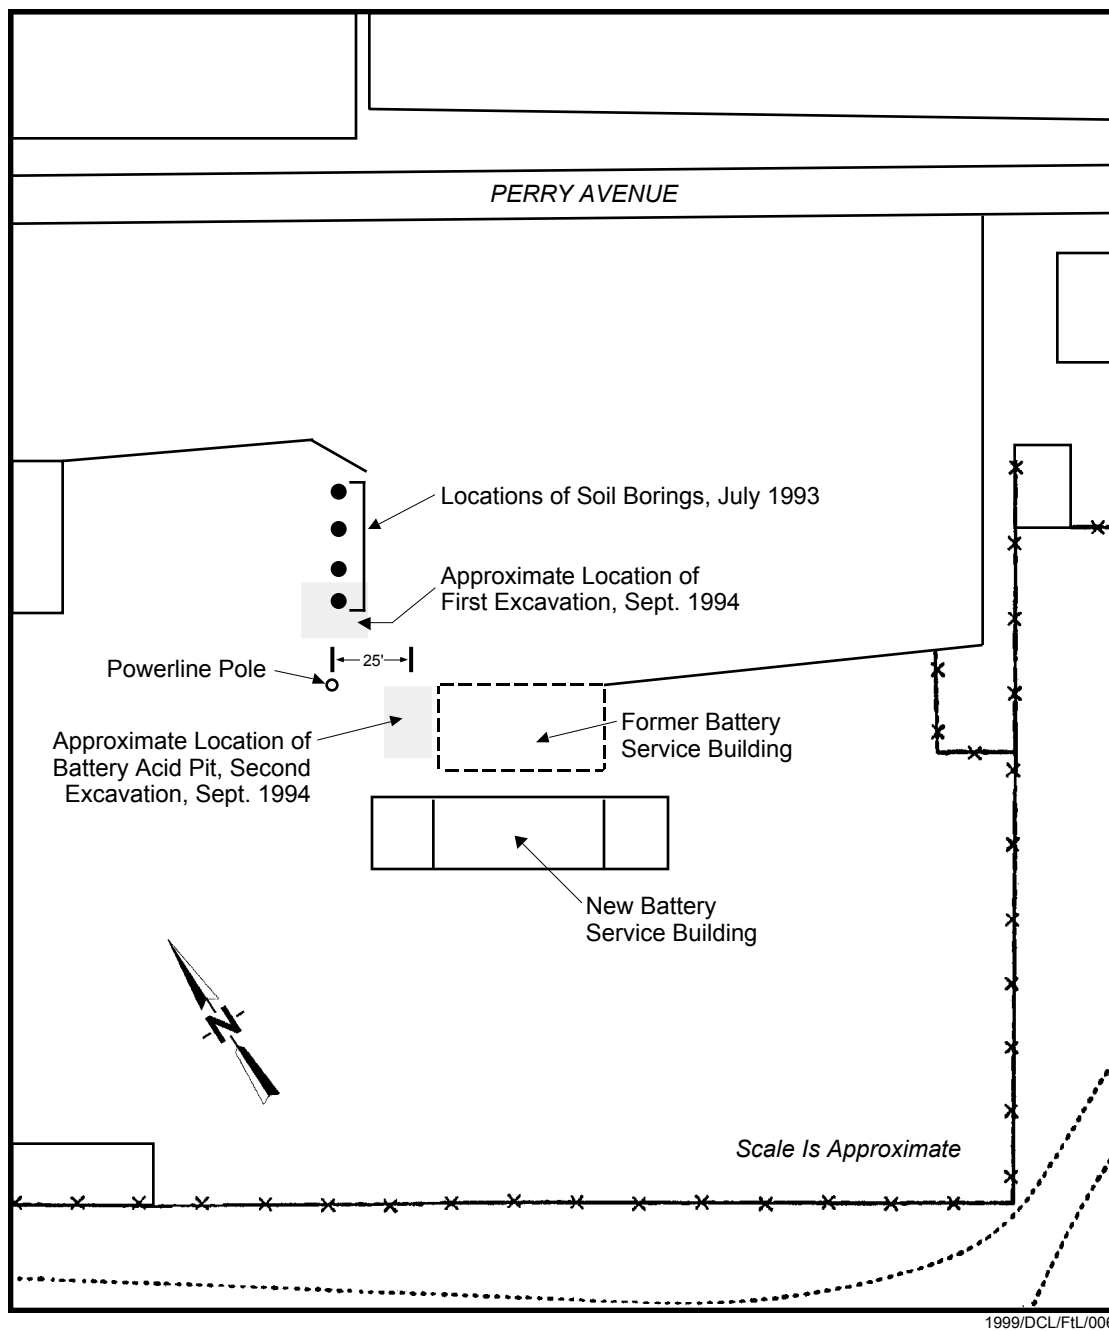 PERRY AVENUE
Locations of Soil Borings, July 1993
Approximate Location of
First Excavation, Sept. 1994
25'
Powerline Pole
Former Battery
Service Building
Approximate Location of
Battery Acid Pit, Second
Excavation, Sept. 1994
New Battery
Service Building
N
Scale Is Approximate
1999/DCL/FtL/006